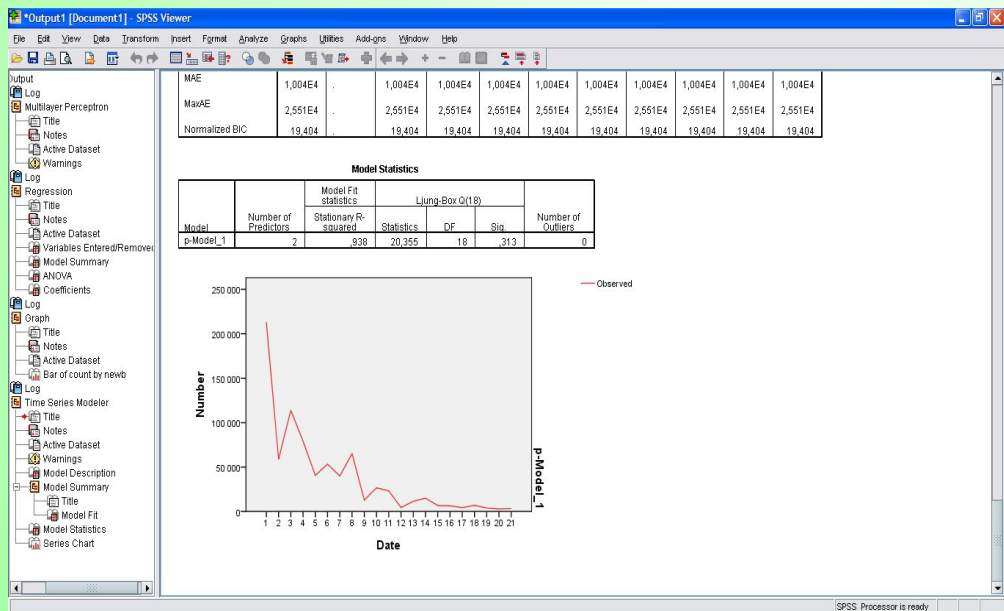 *Output1 [Document1] - SPSS Viewer
File Edit View Data Transform Insert Format Analyze Graphs Utilities Add-ons Window Help
Output
Log
Multilayer Perceptron
Title
Notes
Active Dataset
Warnings
Log
Regression
Title
Notes
Active Dataset
Variables Entered/Removed
Model Summary
ANOVA
Coefficients
Log
Graph
Title
Notes
Active Dataset
Bar of count by newb
Log
Time Series Modeler
Title
Notes
Active Dataset
Warnings
Model Description
Model Summary
Title
Model Fit
Model Statistics
Series Chart
MAE 1,004E4 . 1,004E4 1,004E4 1,004E4 1,004E4 1,004E4 1,004E4 1,004E4 1,004E4
MaxAE 2,551E4 . 2,551E4 2,551E4 2,551E4 2,551E4 2,551E4 2,551E4 2,551E4 2,551E4
Normalized BIC 19,404 . 19,404 19,404 19,404 19,404 19,404 19,404 19,404 19,404
Model Statistics
Model Number of Predictors Model Fit statistics Stationary R-squared Ljung-Box Q(18) Statistics DF Sig. Number of Outliers
p-Model_1 2 ,938 20,355 18 ,313 0
Observed
250 000
200 000
150 000
100 000
50 000
0
Number
p-Model_1
1 2 3 4 5 6 7 8 9 10 11 12 13 14 15 16 17 18 19 20 21
Date
SPSS Processor is ready